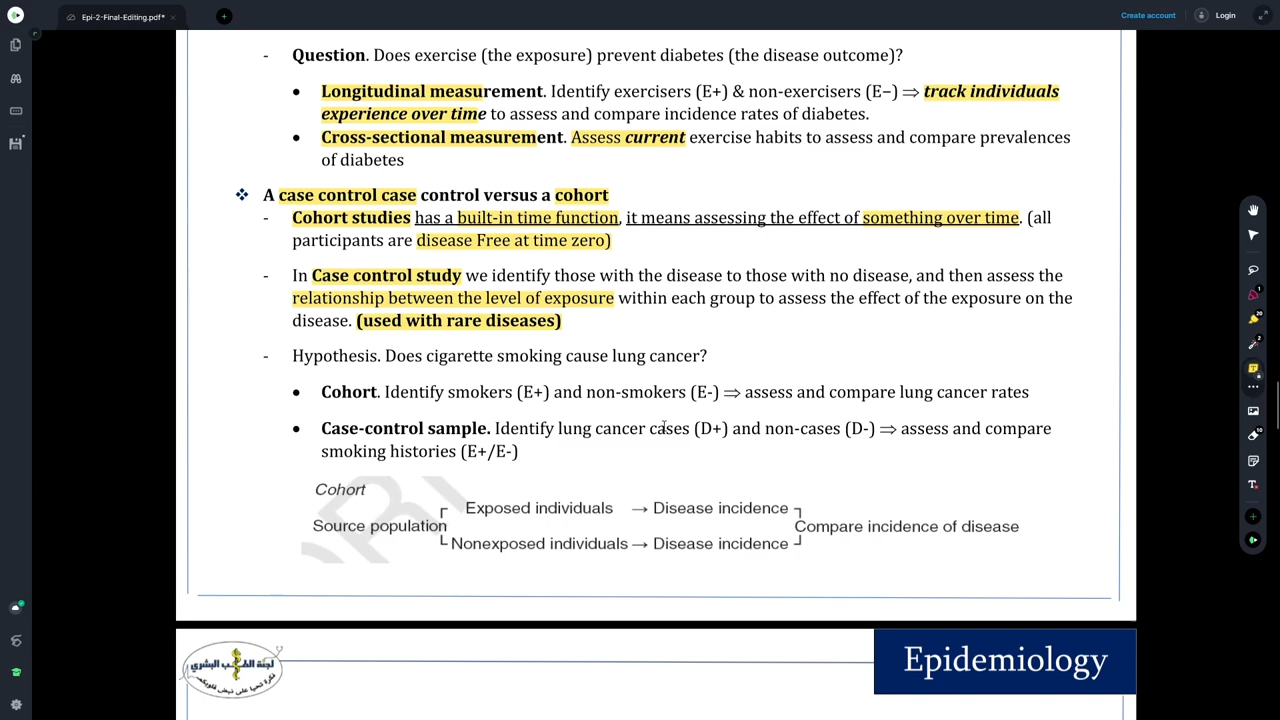 Epi-2-Final-Editing.pdf*
Create account
Login
- Question. Does exercise (the exposure) prevent diabetes (the disease outcome)?
• Longitudinal measurement. Identify exercisers (E+) & non-exercisers (E−) ⇒ track individuals
experience over time to assess and compare incidence rates of diabetes.
• Cross-sectional measurement. Assess current exercise habits to assess and compare prevalences
of diabetes
❖ A case control case control versus a cohort
- Cohort studies has a built-in time function, it means assessing the effect of something over time. (all
participants are disease Free at time zero)
- In Case control study we identify those with the disease to those with no disease, and then assess the
relationship between the level of exposure within each group to assess the effect of the exposure on the
disease. (used with rare diseases)
- Hypothesis. Does cigarette smoking cause lung cancer?
• Cohort. Identify smokers (E+) and non-smokers (E-) ⇒ assess and compare lung cancer rates
• Case-control sample. Identify lung cancer cases (D+) and non-cases (D-) ⇒ assess and compare
smoking histories (E+/E-)
Cohort
Exposed individuals → Disease incidence
Source population
Compare incidence of disease
Nonexposed individuals → Disease incidence
لجنة الطب البشري
فكرة تحيا على نبض قلوبكم
Epidemiology